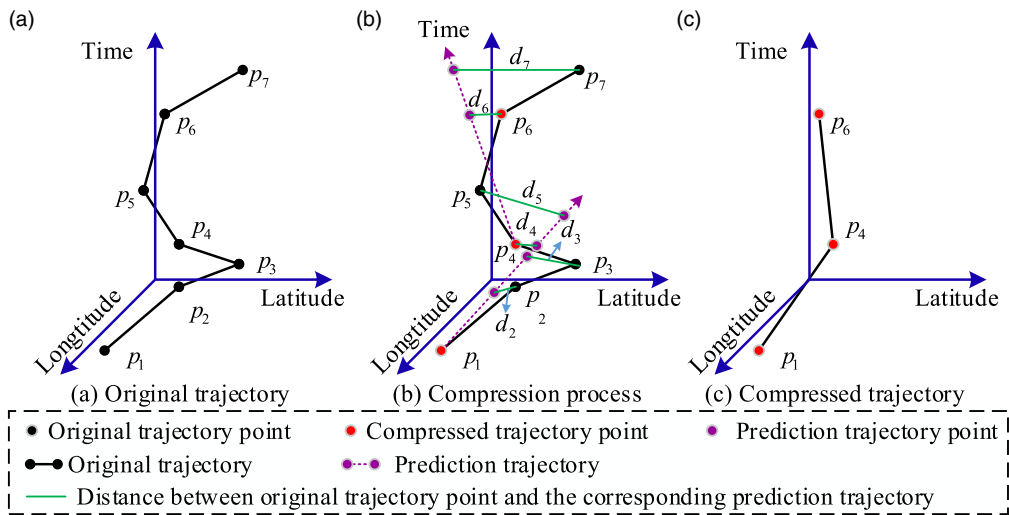 (a)
Time
p7
p6
p5
p4
p3
p2
p1
Latitude
Longtitude
(a) Original trajectory
(b)
Time
d7
p7
d6
p6
p5
d5
d4
d3
p4
p3
p2
d2
p1
Latitude
Longtitude
(b) Compression process
(c)
Time
p6
p4
p1
Latitude
Longtitude
(c) Compressed trajectory
Original trajectory point
Compressed trajectory point
Prediction trajectory point
Original trajectory
Prediction trajectory
Distance between original trajectory point and the corresponding prediction trajectory